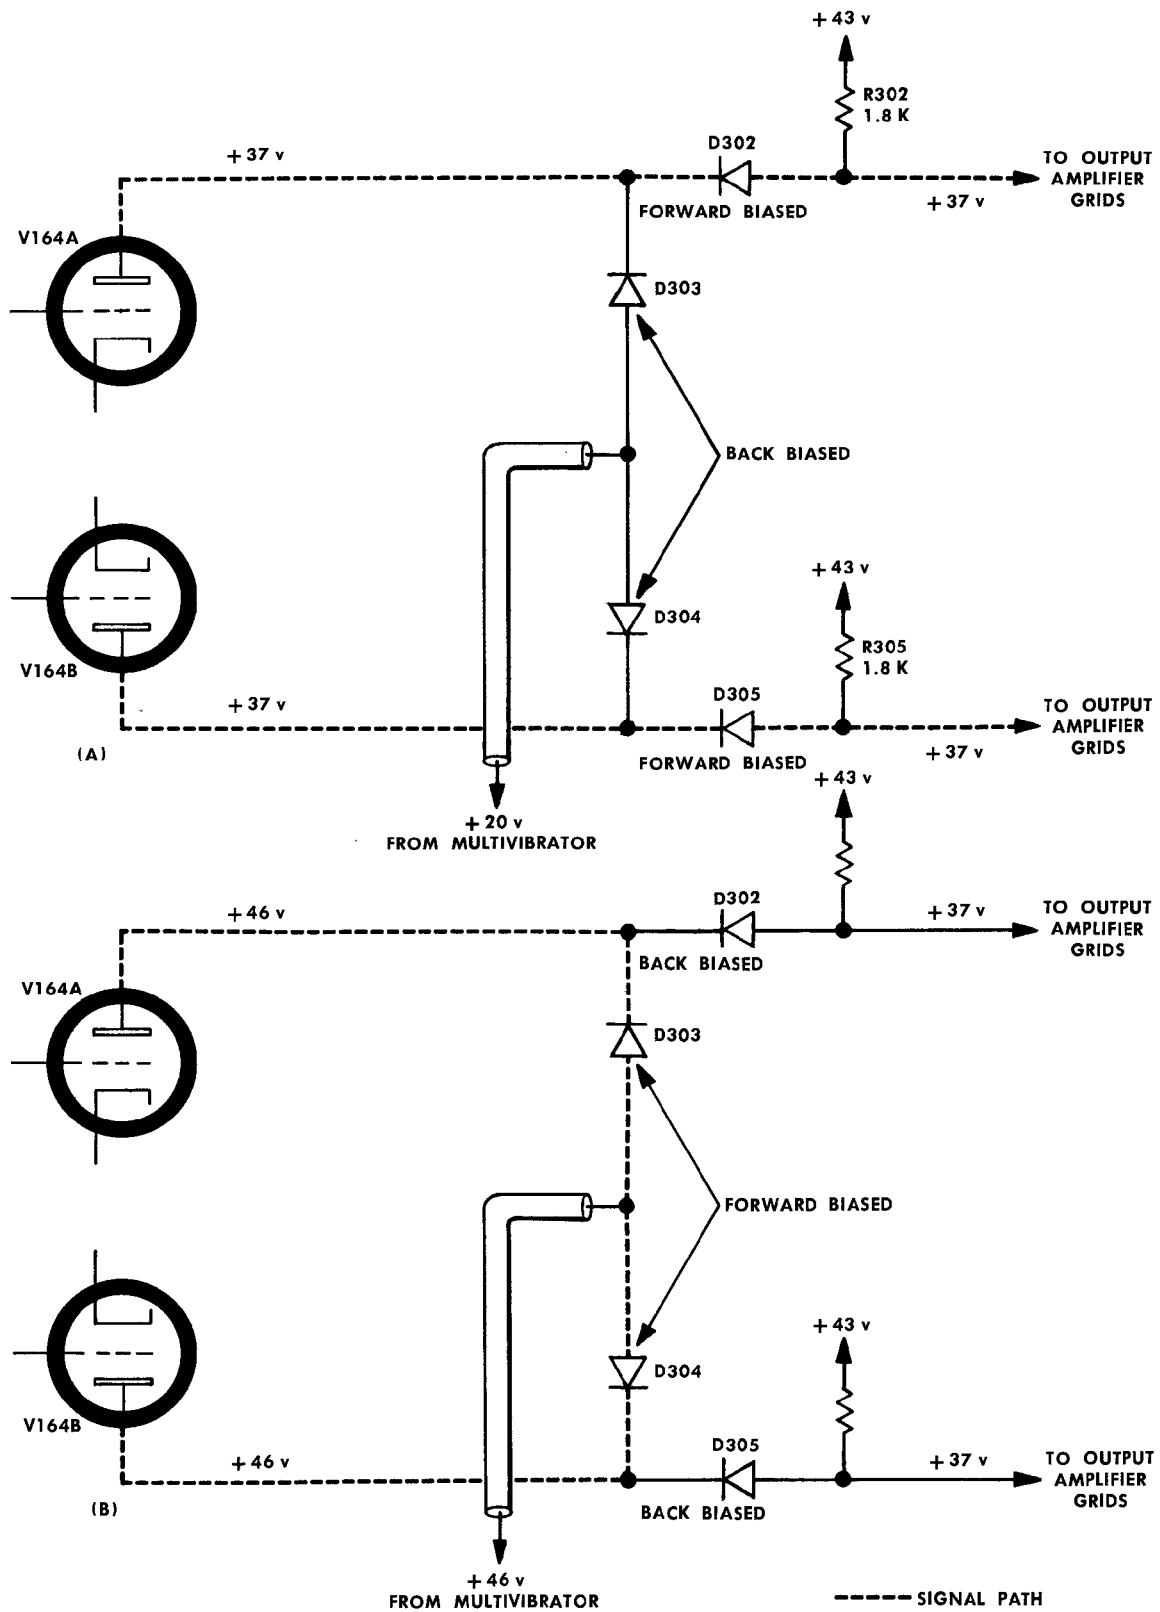 +43 v
R302
1.8 K
D302
+37 v
TO OUTPUT
AMPLIFIER
GRIDS
FORWARD BIASED
+37 v
V164A
D303
BACK BIASED
+43 v
D304
R305
1.8 K
V164B
+37 v
D305
TO OUTPUT
AMPLIFIER
GRIDS
(A)
FORWARD BIASED
+37 v
+43 v
+20 v
FROM MULTIVIBRATOR
D302
+46 v
+37 v
TO OUTPUT
AMPLIFIER
GRIDS
BACK BIASED
V164A
D303
FORWARD BIASED
+43 v
D304
V164B
D305
+46 v
+37 v
TO OUTPUT
AMPLIFIER
GRIDS
(B)
BACK BIASED
+46 v
FROM MULTIVIBRATOR
SIGNAL PATH